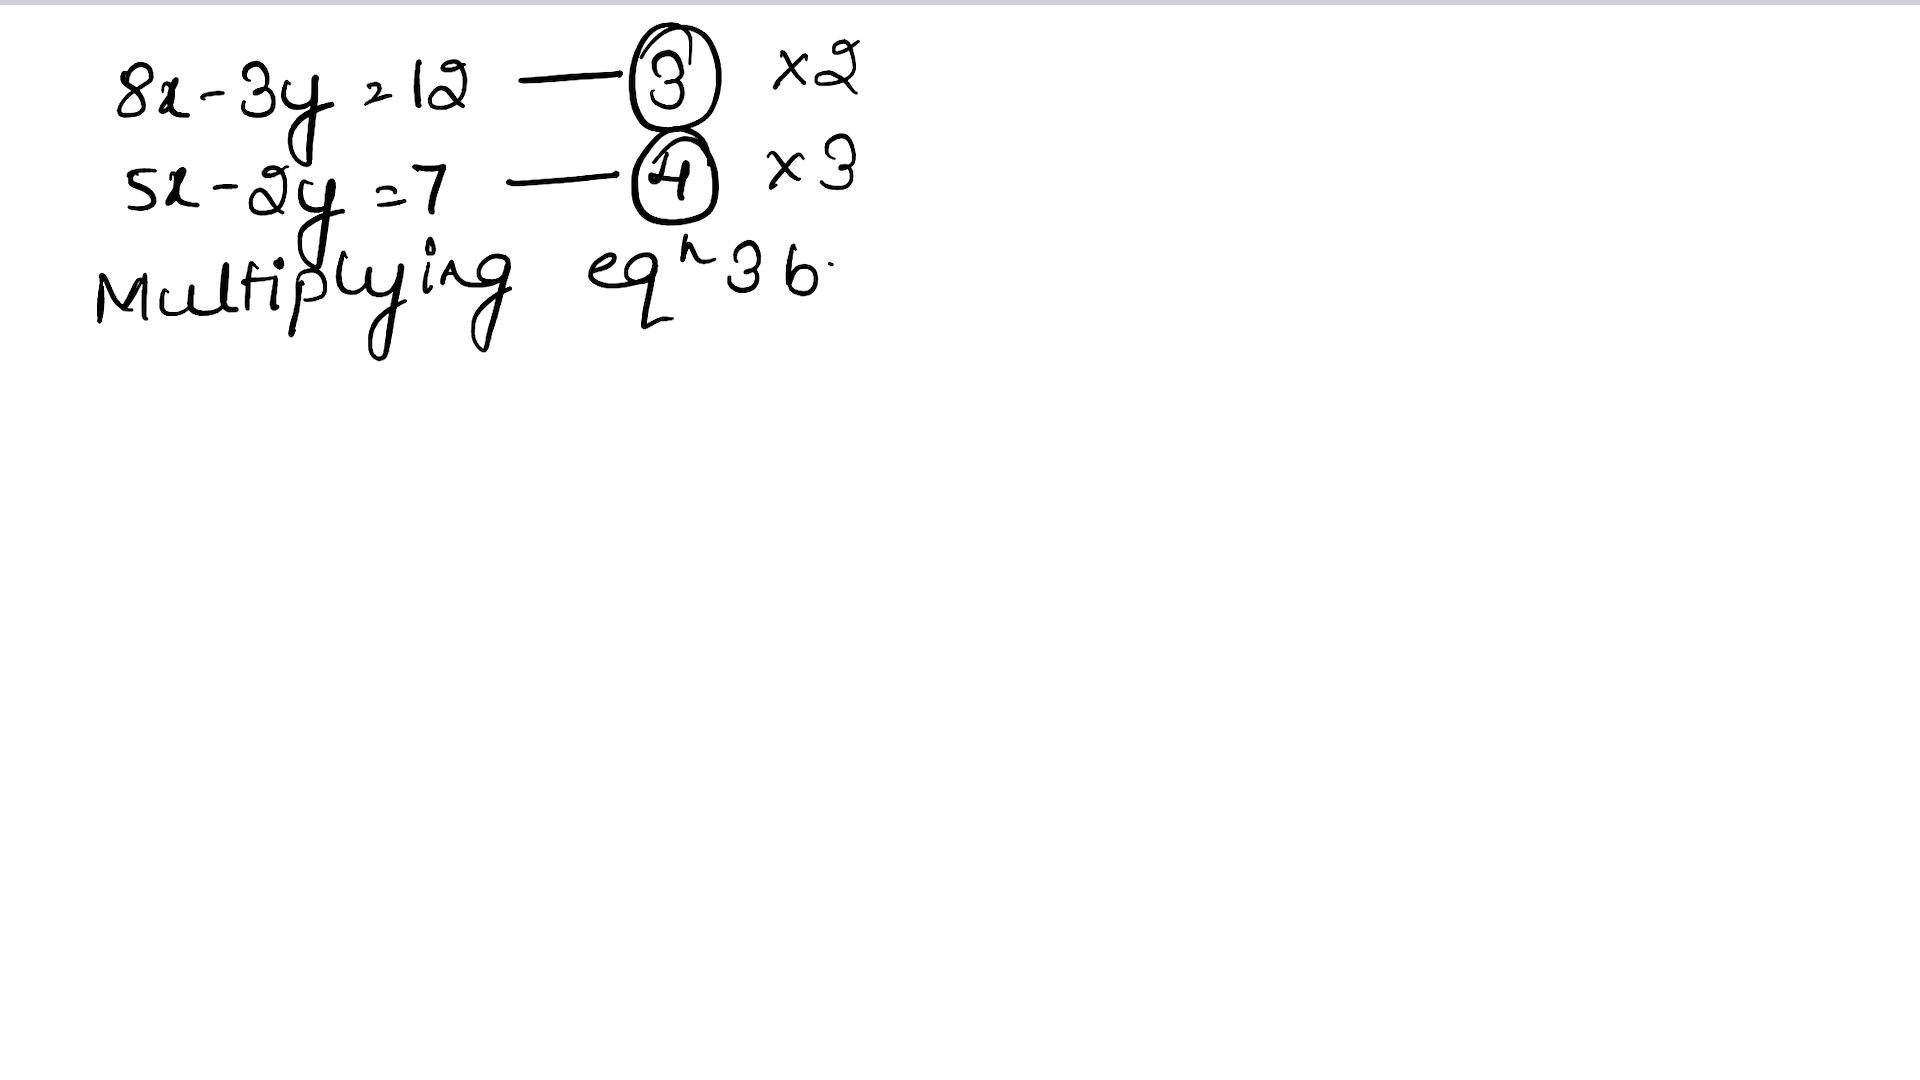 8x - 3y = 12 — ③ ×2
5x - 2y = 7 — ④ ×3
Multiplying eqⁿ 3 b